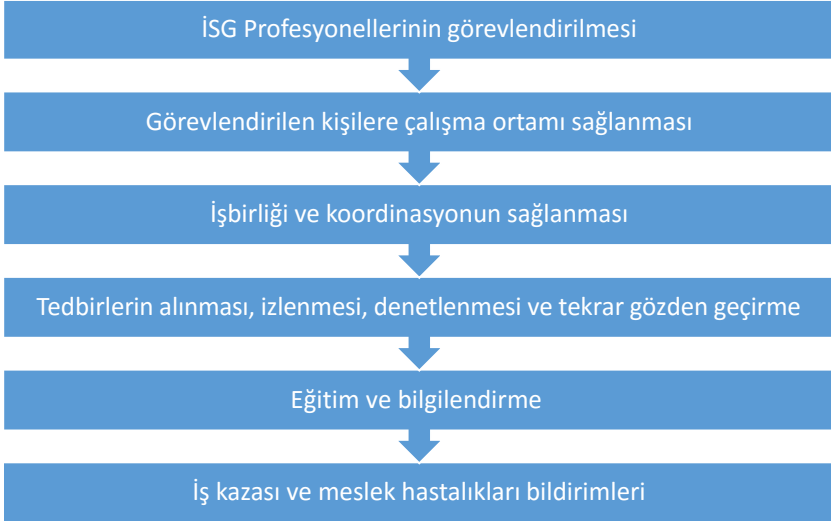 İSG Profesyonellerinin görevlendirilmesi
Görevlendirilen kişilere çalışma ortamı sağlanması
İşbirliği ve koordinasyonun sağlanması
Tedbirlerin alınması, izlenmesi, denetlenmesi ve tekrar gözden geçirme
Eğitim ve bilgilendirme
İş kazası ve meslek hastalıkları bildirimleri